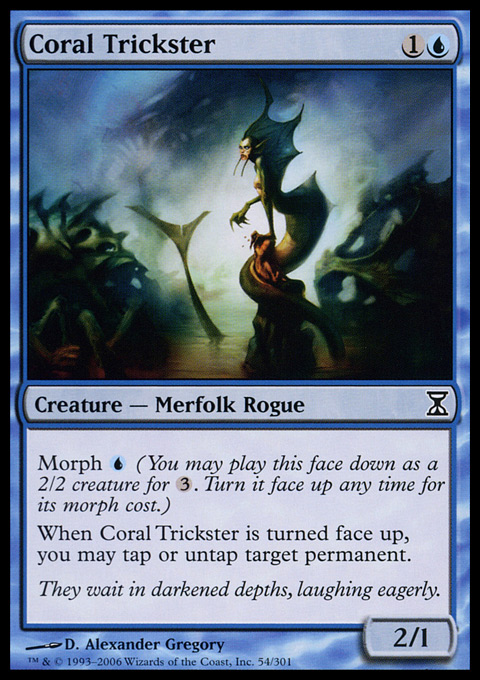 Coral Trickster 1
Creature — Merfolk Rogue
Morph (You may play this face down as a
2/2 creature for 3. Turn it face up any time for
its morph cost.)
When Coral Trickster is turned face up,
you may tap or untap target permanent.
They wait in darkened depths, laughing eagerly.
D. Alexander Gregory
2/1
™ & © 1993–2006 Wizards of the Coast, Inc. 54/301